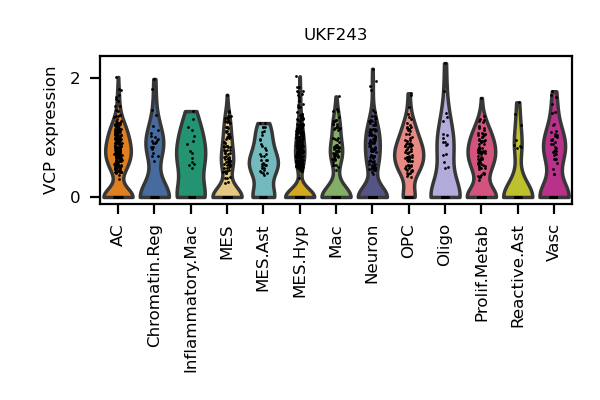 UKF243
VCP expression
2
0
AC
Chromatin.Reg
Inflammatory.Mac
MES
MES.Ast
MES.Hyp
Mac
Neuron
OPC
Oligo
Prolif.Metab
Reactive.Ast
Vasc